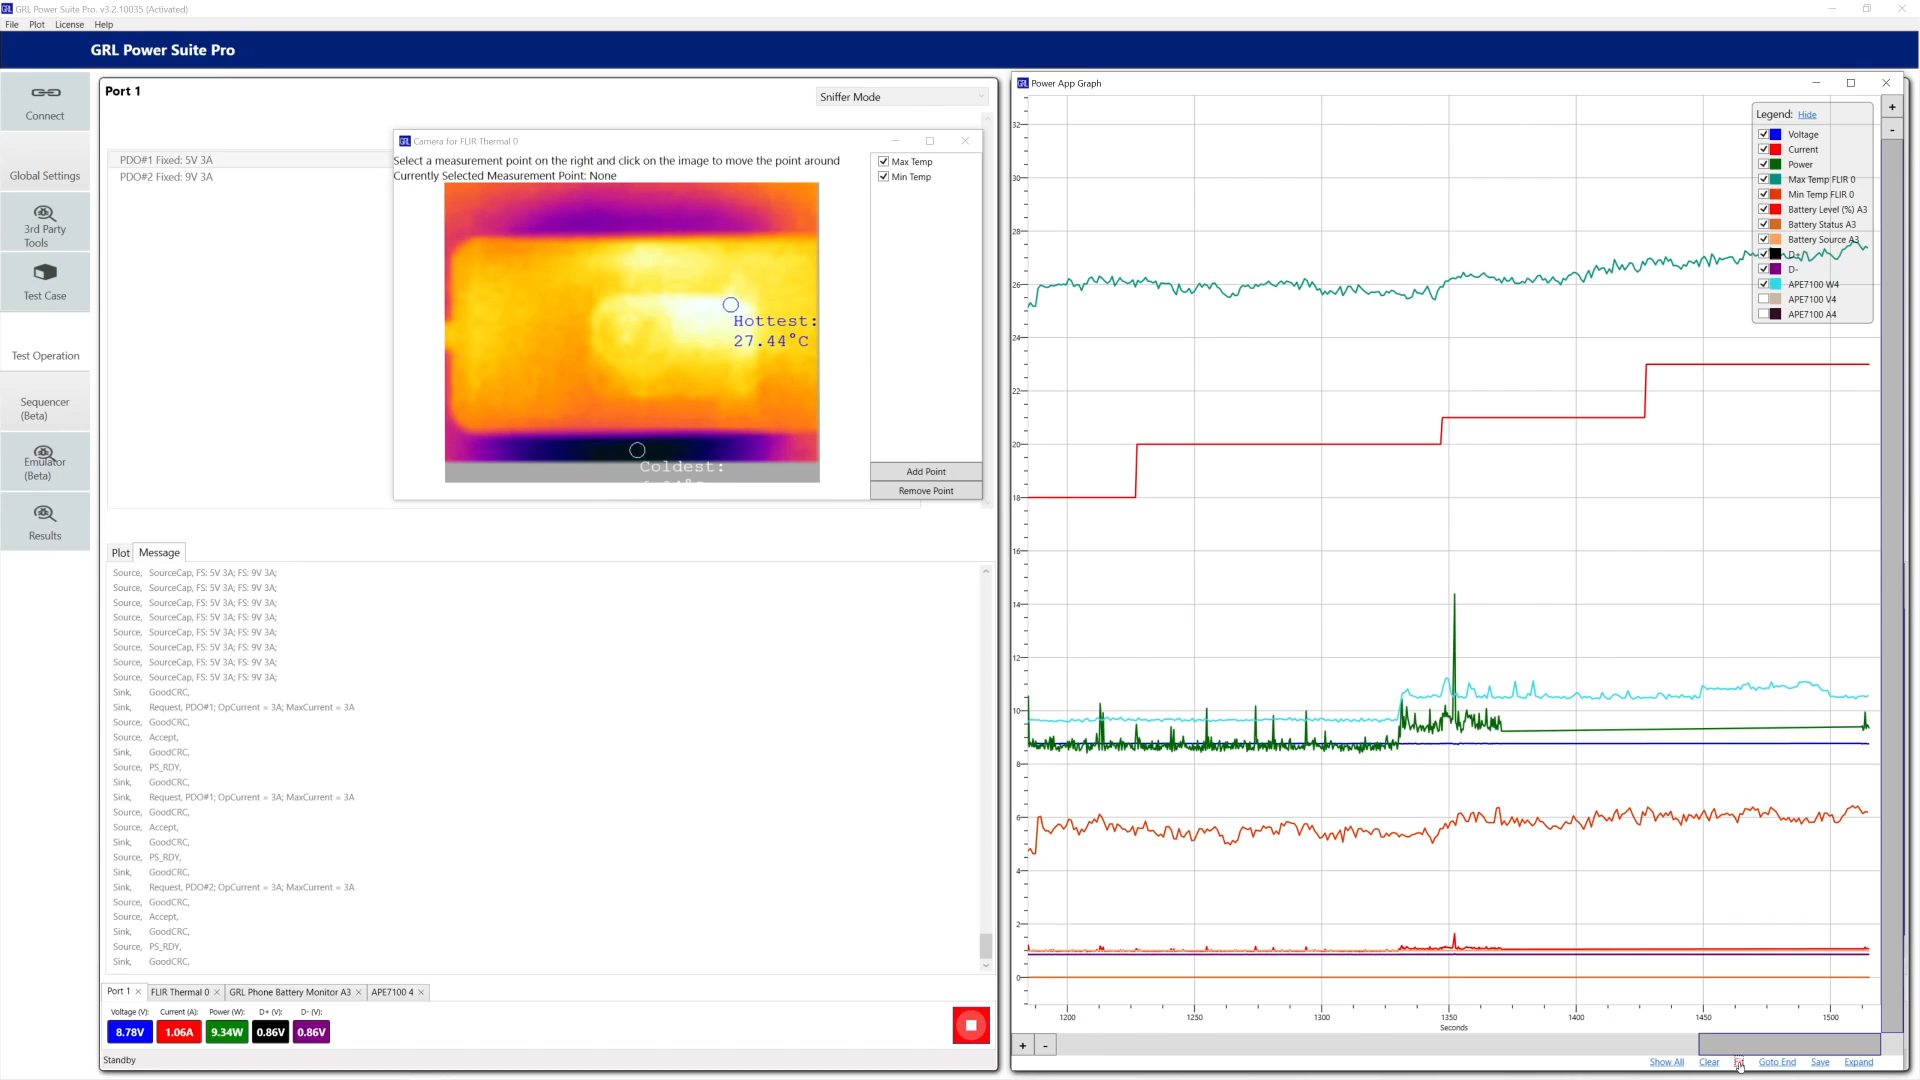 GRL Power Suite Pro. v3.2.10035 (Activated)
File Plot License Help
GRL Power Suite Pro
Connect
Global Settings
3rd Party
Tools
Test Case
Test Operation
Sequencer
(Beta)
Emulator
(Beta)
Results
Port 1
Sniffer Mode
PDO#1 Fixed: 5V 3A
PDO#2 Fixed: 9V 3A
GRL Camera for FLIR Thermal 0
Select a measurement point on the right and click on the image to move the point around
Currently Selected Measurement Point: None
Max Temp
Min Temp
Hottest:
27.44°C
Coldest:
Add Point
Remove Point
Plot Message
Source, SourceCap, FS: 5V 3A; FS: 9V 3A;
Source, SourceCap, FS: 5V 3A; FS: 9V 3A;
Source, SourceCap, FS: 5V 3A; FS: 9V 3A;
Source, SourceCap, FS: 5V 3A; FS: 9V 3A;
Source, SourceCap, FS: 5V 3A; FS: 9V 3A;
Source, SourceCap, FS: 5V 3A; FS: 9V 3A;
Source, SourceCap, FS: 5V 3A; FS: 9V 3A;
Source, SourceCap, FS: 5V 3A; FS: 9V 3A;
Sink, GoodCRC,
Sink, Request, PDO#1; OpCurrent = 3A; MaxCurrent = 3A
Source, GoodCRC,
Source, Accept,
Sink, GoodCRC,
Source, PS_RDY,
Sink, GoodCRC,
Sink, Request, PDO#1; OpCurrent = 3A; MaxCurrent = 3A
Source, GoodCRC,
Source, Accept,
Sink, GoodCRC,
Source, PS_RDY,
Sink, GoodCRC,
Sink, Request, PDO#2; OpCurrent = 3A; MaxCurrent = 3A
Source, GoodCRC,
Source, Accept,
Sink, GoodCRC,
Source, PS_RDY,
Sink, GoodCRC,
Port 1 FLIR Thermal 0 GRL Phone Battery Monitor A3 APE7100 4
Voltage (V): Current (A): Power (W): D+ (V): D- (V):
8.78V 1.06A 9.34W 0.86V 0.86V
Standby
GRL Power App Graph
+
-
Legend: Hide
Voltage
Current
Power
Max Temp FLIR 0
Min Temp FLIR 0
Battery Level (%) A3
Battery Status A3
Battery Source A3
D+
D-
APE7100 W4
APE7100 V4
APE7100 A4
32
30
28
26
24
22
20
18
16
14
12
10
8
6
4
2
0
1200 1250 1300 1350 1400 1450 1500
Seconds
+ -
Show All Clear Goto End Save Expand